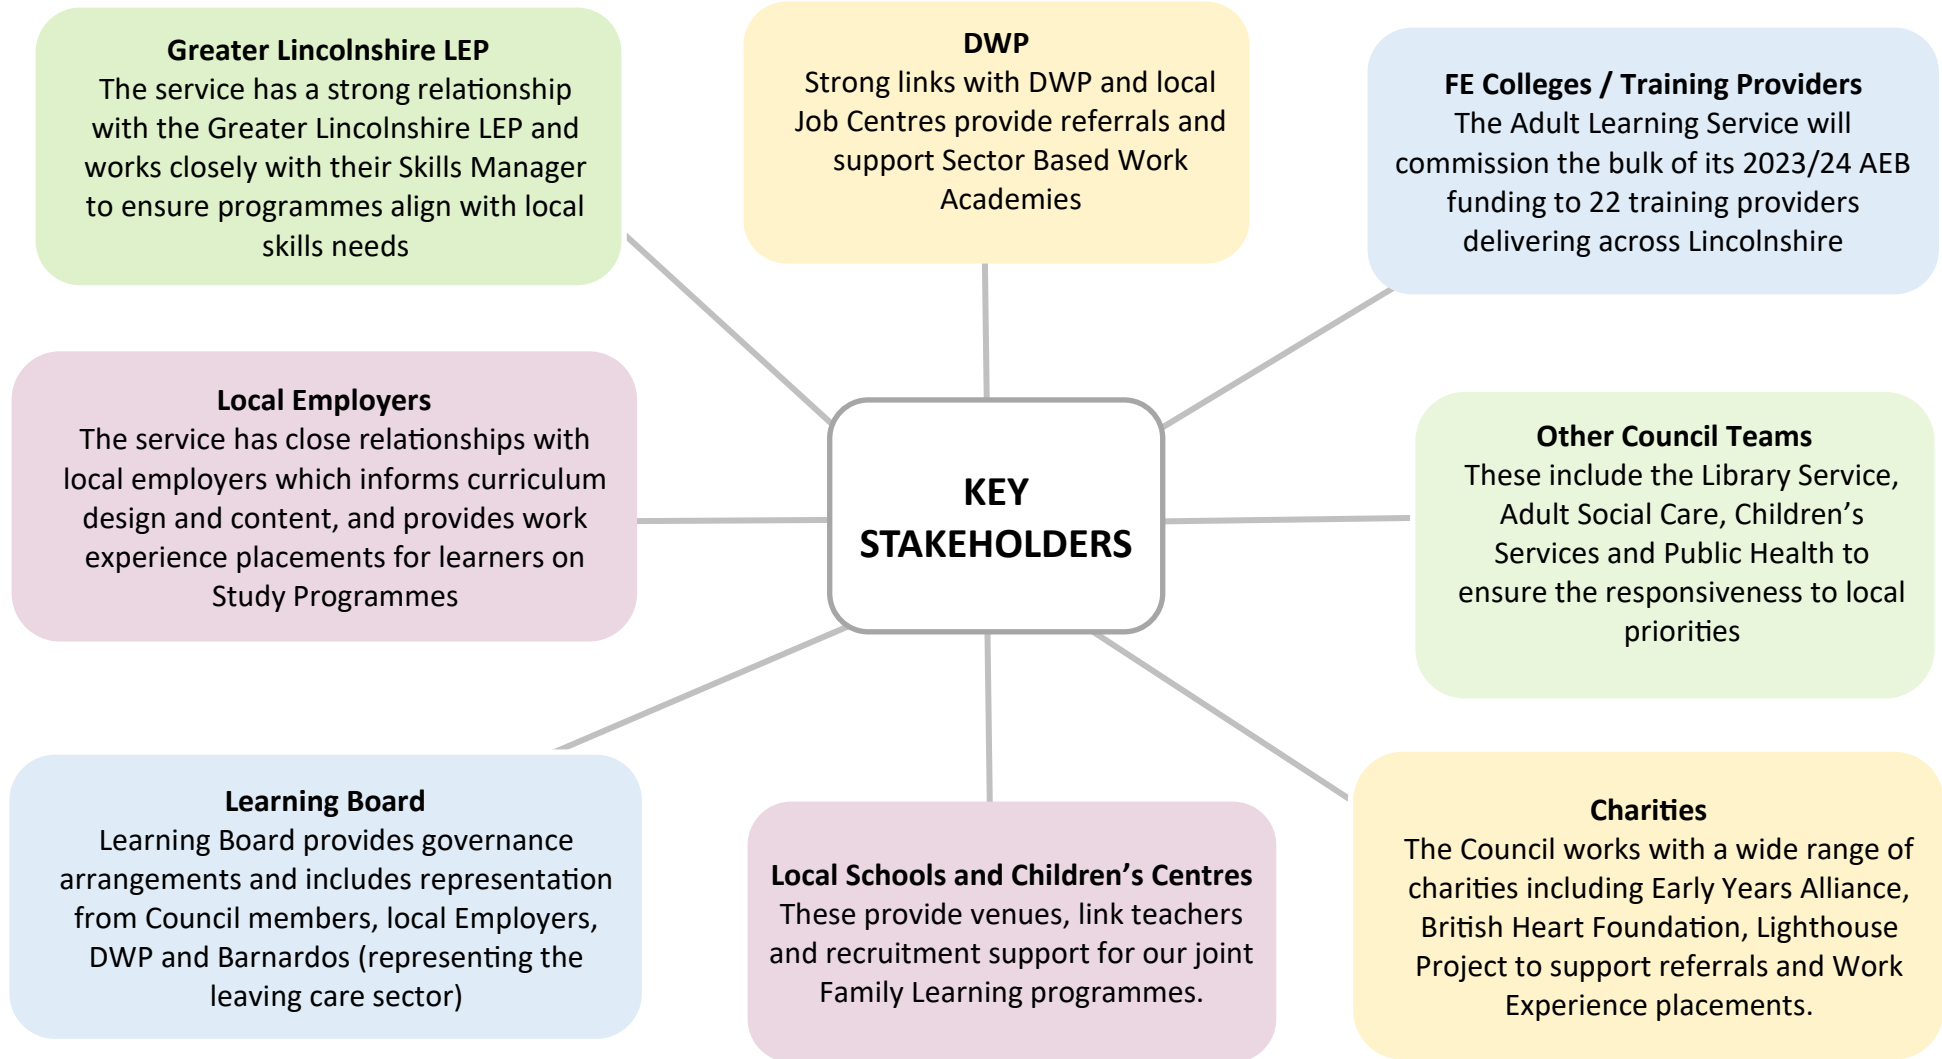 Greater Lincolnshire LEP
The service has a strong relationship
with the Greater Lincolnshire LEP and
works closely with their Skills Manager
to ensure programmes align with local
skills needs
DWP
Strong links with DWP and local
Job Centres provide referrals and
support Sector Based Work
Academies
FE Colleges / Training Providers
The Adult Learning Service will
commission the bulk of its 2023/24 AEB
funding to 22 training providers
delivering across Lincolnshire
Local Employers
The service has close relationships with
local employers which informs curriculum
design and content, and provides work
experience placements for learners on
Study Programmes
KEY
STAKEHOLDERS
Other Council Teams
These include the Library Service,
Adult Social Care, Children’s
Services and Public Health to
ensure the responsiveness to local
priorities
Learning Board
Learning Board provides governance
arrangements and includes representation
from Council members, local Employers,
DWP and Barnardos (representing the
leaving care sector)
Local Schools and Children’s Centres
These provide venues, link teachers
and recruitment support for our joint
Family Learning programmes.
Charities
The Council works with a wide range of
charities including Early Years Alliance,
British Heart Foundation, Lighthouse
Project to support referrals and Work
Experience placements.